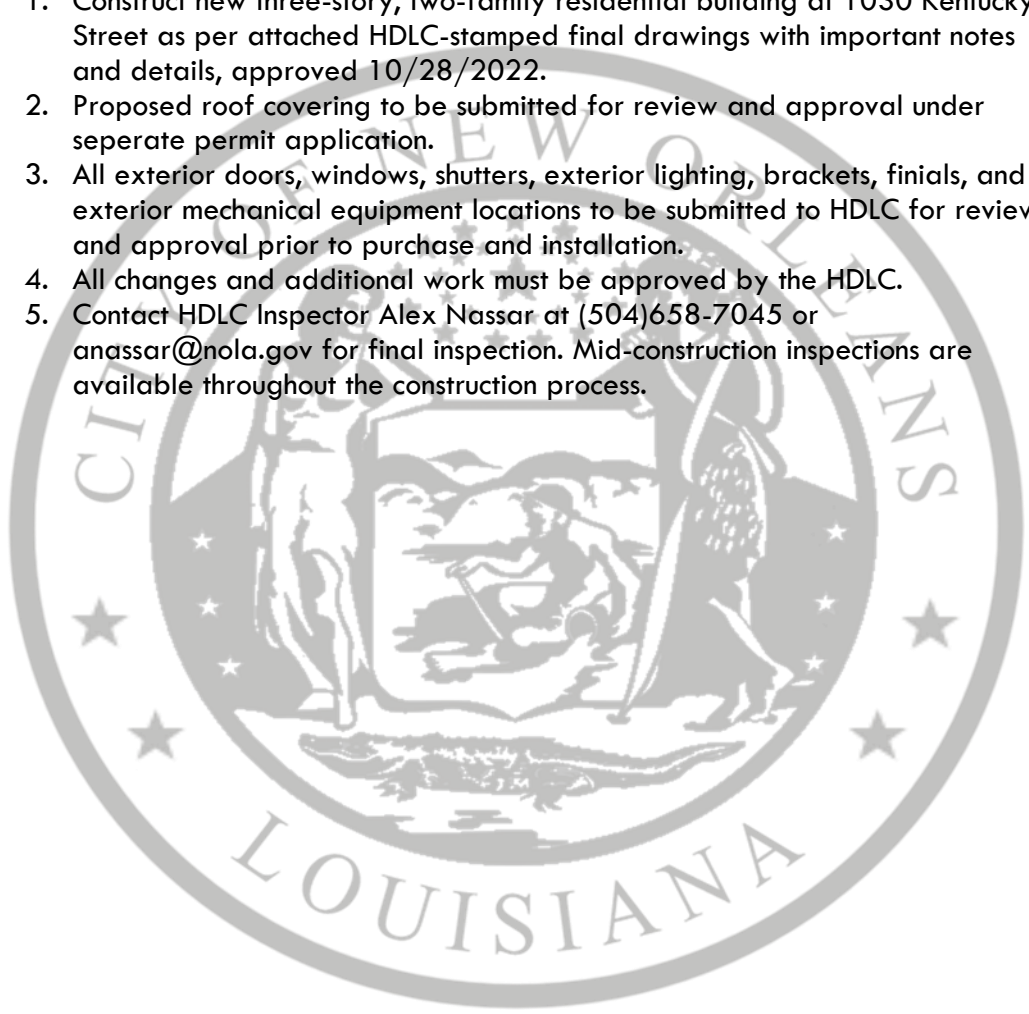 1. Construct new three-story, two-family residential building at 1030 Kentucky
Street as per attached HDLC-stamped final drawings with important notes
and details, approved 10/28/2022.
2. Proposed roof covering to be submitted for review and approval under
seperate permit application.
3. All exterior doors, windows, shutters, exterior lighting, brackets, finials, and
exterior mechanical equipment locations to be submitted to HDLC for review
and approval prior to purchase and installation.
4. All changes and additional work must be approved by the HDLC.
5. Contact HDLC Inspector Alex Nassar at (504)658-7045 or
anassar@nola.gov for final inspection. Mid-construction inspections are
available throughout the construction process.
CITY OF NEW ORLEANS
LOUISIANA